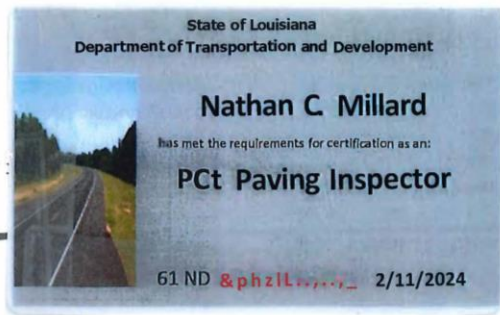 State of Louisiana
Department of Transportation and Development
Nathan C. Millard
has met the requirements for certification as an:
PCt Paving Inspector
61 ND &phzlL..,..,_ 2/11/2024